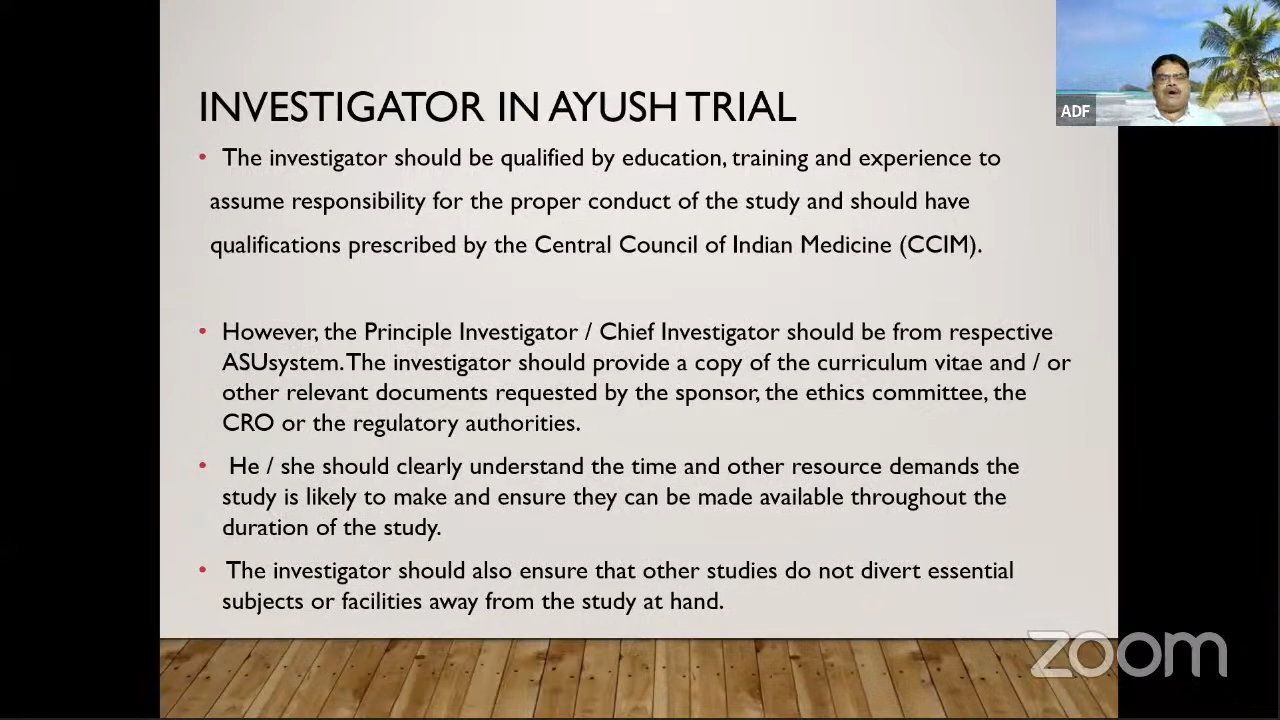 INVESTIGATOR IN AYUSH TRIAL
• The investigator should be qualified by education, training and experience to
assume responsibility for the proper conduct of the study and should have
qualifications prescribed by the Central Council of Indian Medicine (CCIM).
• However, the Principle Investigator / Chief Investigator should be from respective
ASUsystem. The investigator should provide a copy of the curriculum vitae and / or
other relevant documents requested by the sponsor, the ethics committee, the
CRO or the regulatory authorities.
• He / she should clearly understand the time and other resource demands the
study is likely to make and ensure they can be made available throughout the
duration of the study.
• The investigator should also ensure that other studies do not divert essential
subjects or facilities away from the study at hand.
ADF
zoom